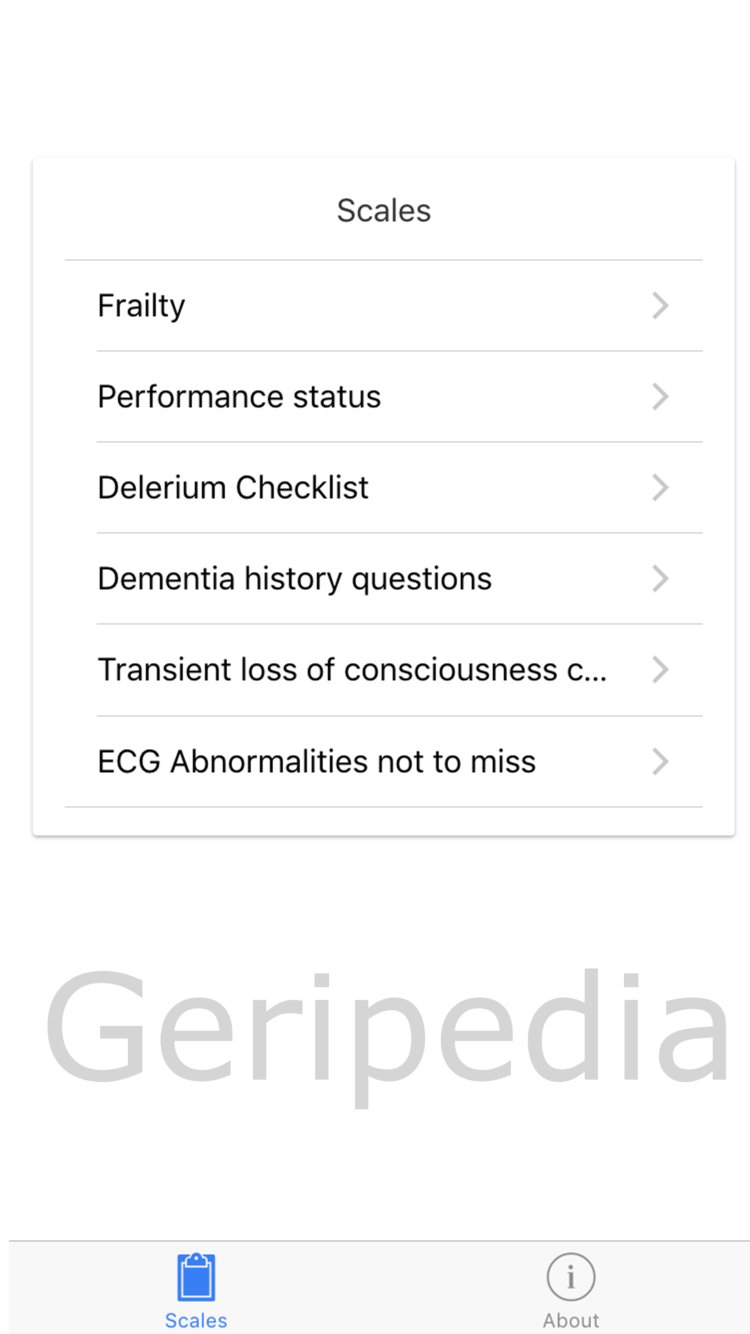 Scales
Frailty
Performance status
Delerium Checklist
Dementia history questions
Transient loss of consciousness c...
ECG Abnormalities not to miss
Geripedia
Scales
About